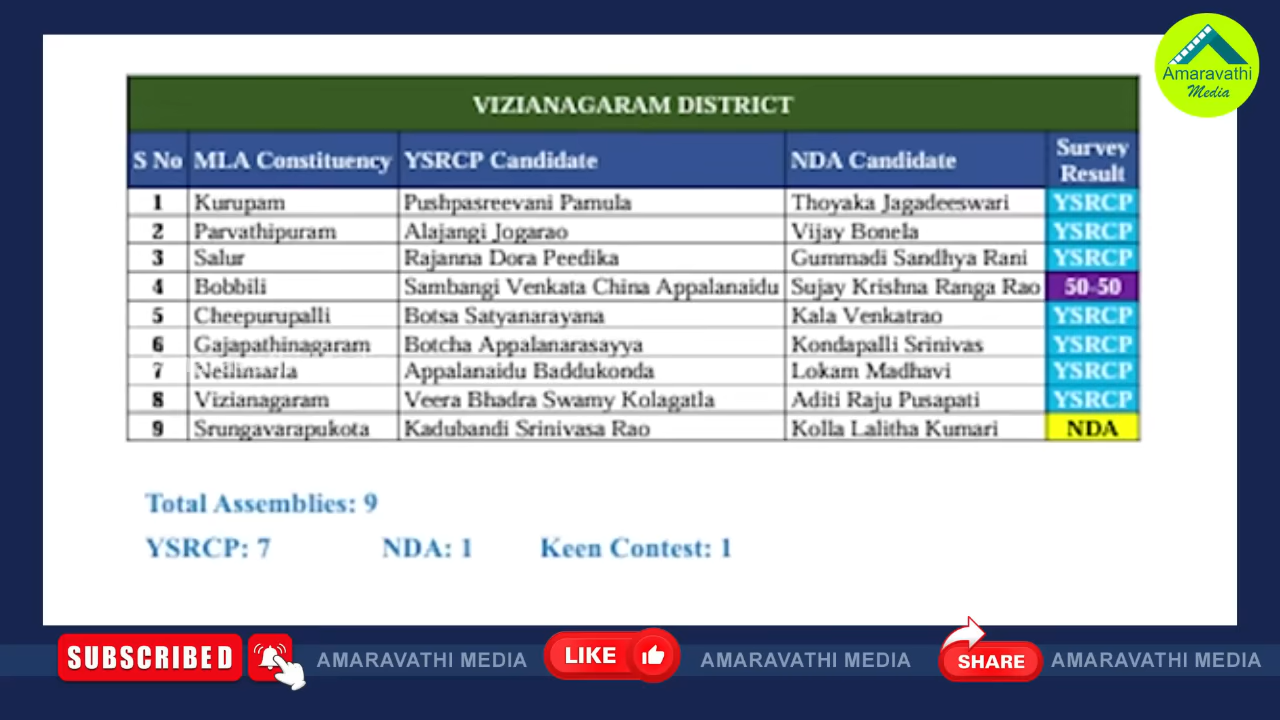 Amaravathi
Media
VIZIANAGARAM DISTRICT
S No MLA Constituency YSRCP Candidate NDA Candidate Survey Result
1 Kurupam Pushpasreevani Pamula Thoyaka Jagadeeswari YSRCP
2 Parvathipuram Alajangi Jogarao Vijay Bonela YSRCP
3 Salur Rajanna Dora Peedika Gummadi Sandhya Rani YSRCP
4 Bobbili Sambangi Venkata China Appalanaidu Sujay Krishna Ranga Rao 50-50
5 Cheepurupalli Botsa Satyanarayana Kala Venkatrao YSRCP
6 Gajapathinagaram Botcha Appalanarasayya Kondapalli Srinivas YSRCP
7 Nellimarla Appalanaidu Baddukonda Lokam Madhavi YSRCP
8 Vizianagaram Veera Bhadra Swamy Kolagatla Aditi Raju Pusapati YSRCP
9 Srungavarapukota Kadubandi Srinivasa Rao Kolla Lalitha Kumari NDA
Total Assemblies: 9
YSRCP: 7 NDA: 1 Keen Contest: 1
SUBSCRIBED AMARAVATHI MEDIA LIKE AMARAVATHI MEDIA SHARE AMARAVATHI MEDIA